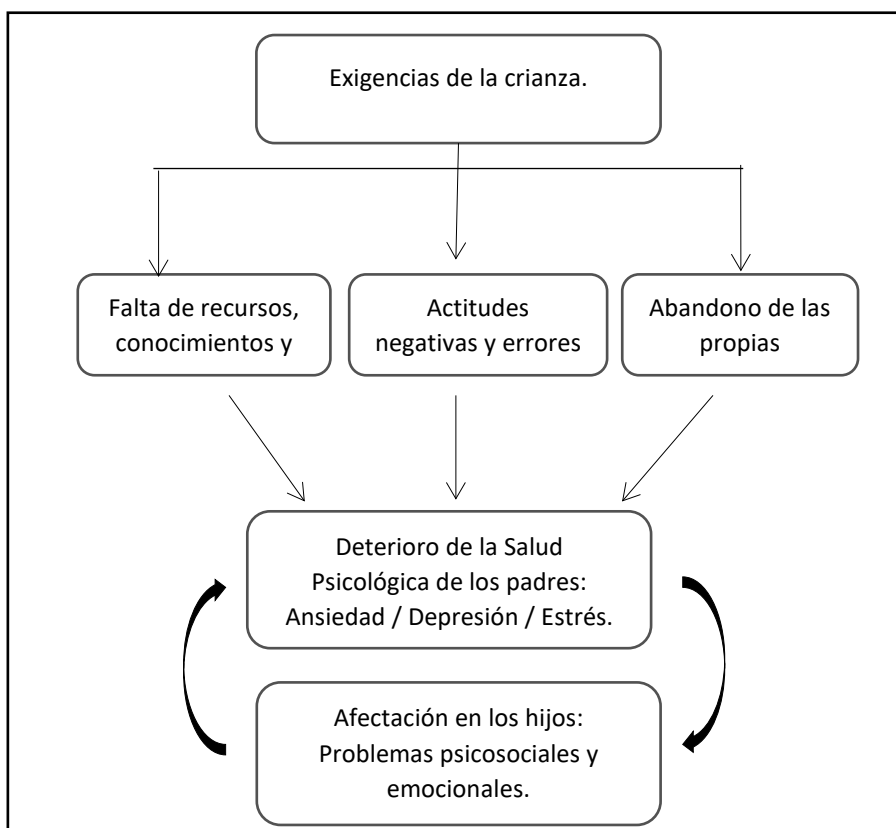 Exigencias de la crianza.
Falta de recursos,
conocimientos y
Actitudes
negativas y errores
Abandono de las
propias
Deterioro de la Salud
Psicológica de los padres:
Ansiedad / Depresión / Estrés.
Afectación en los hijos:
Problemas psicosociales y
emocionales.